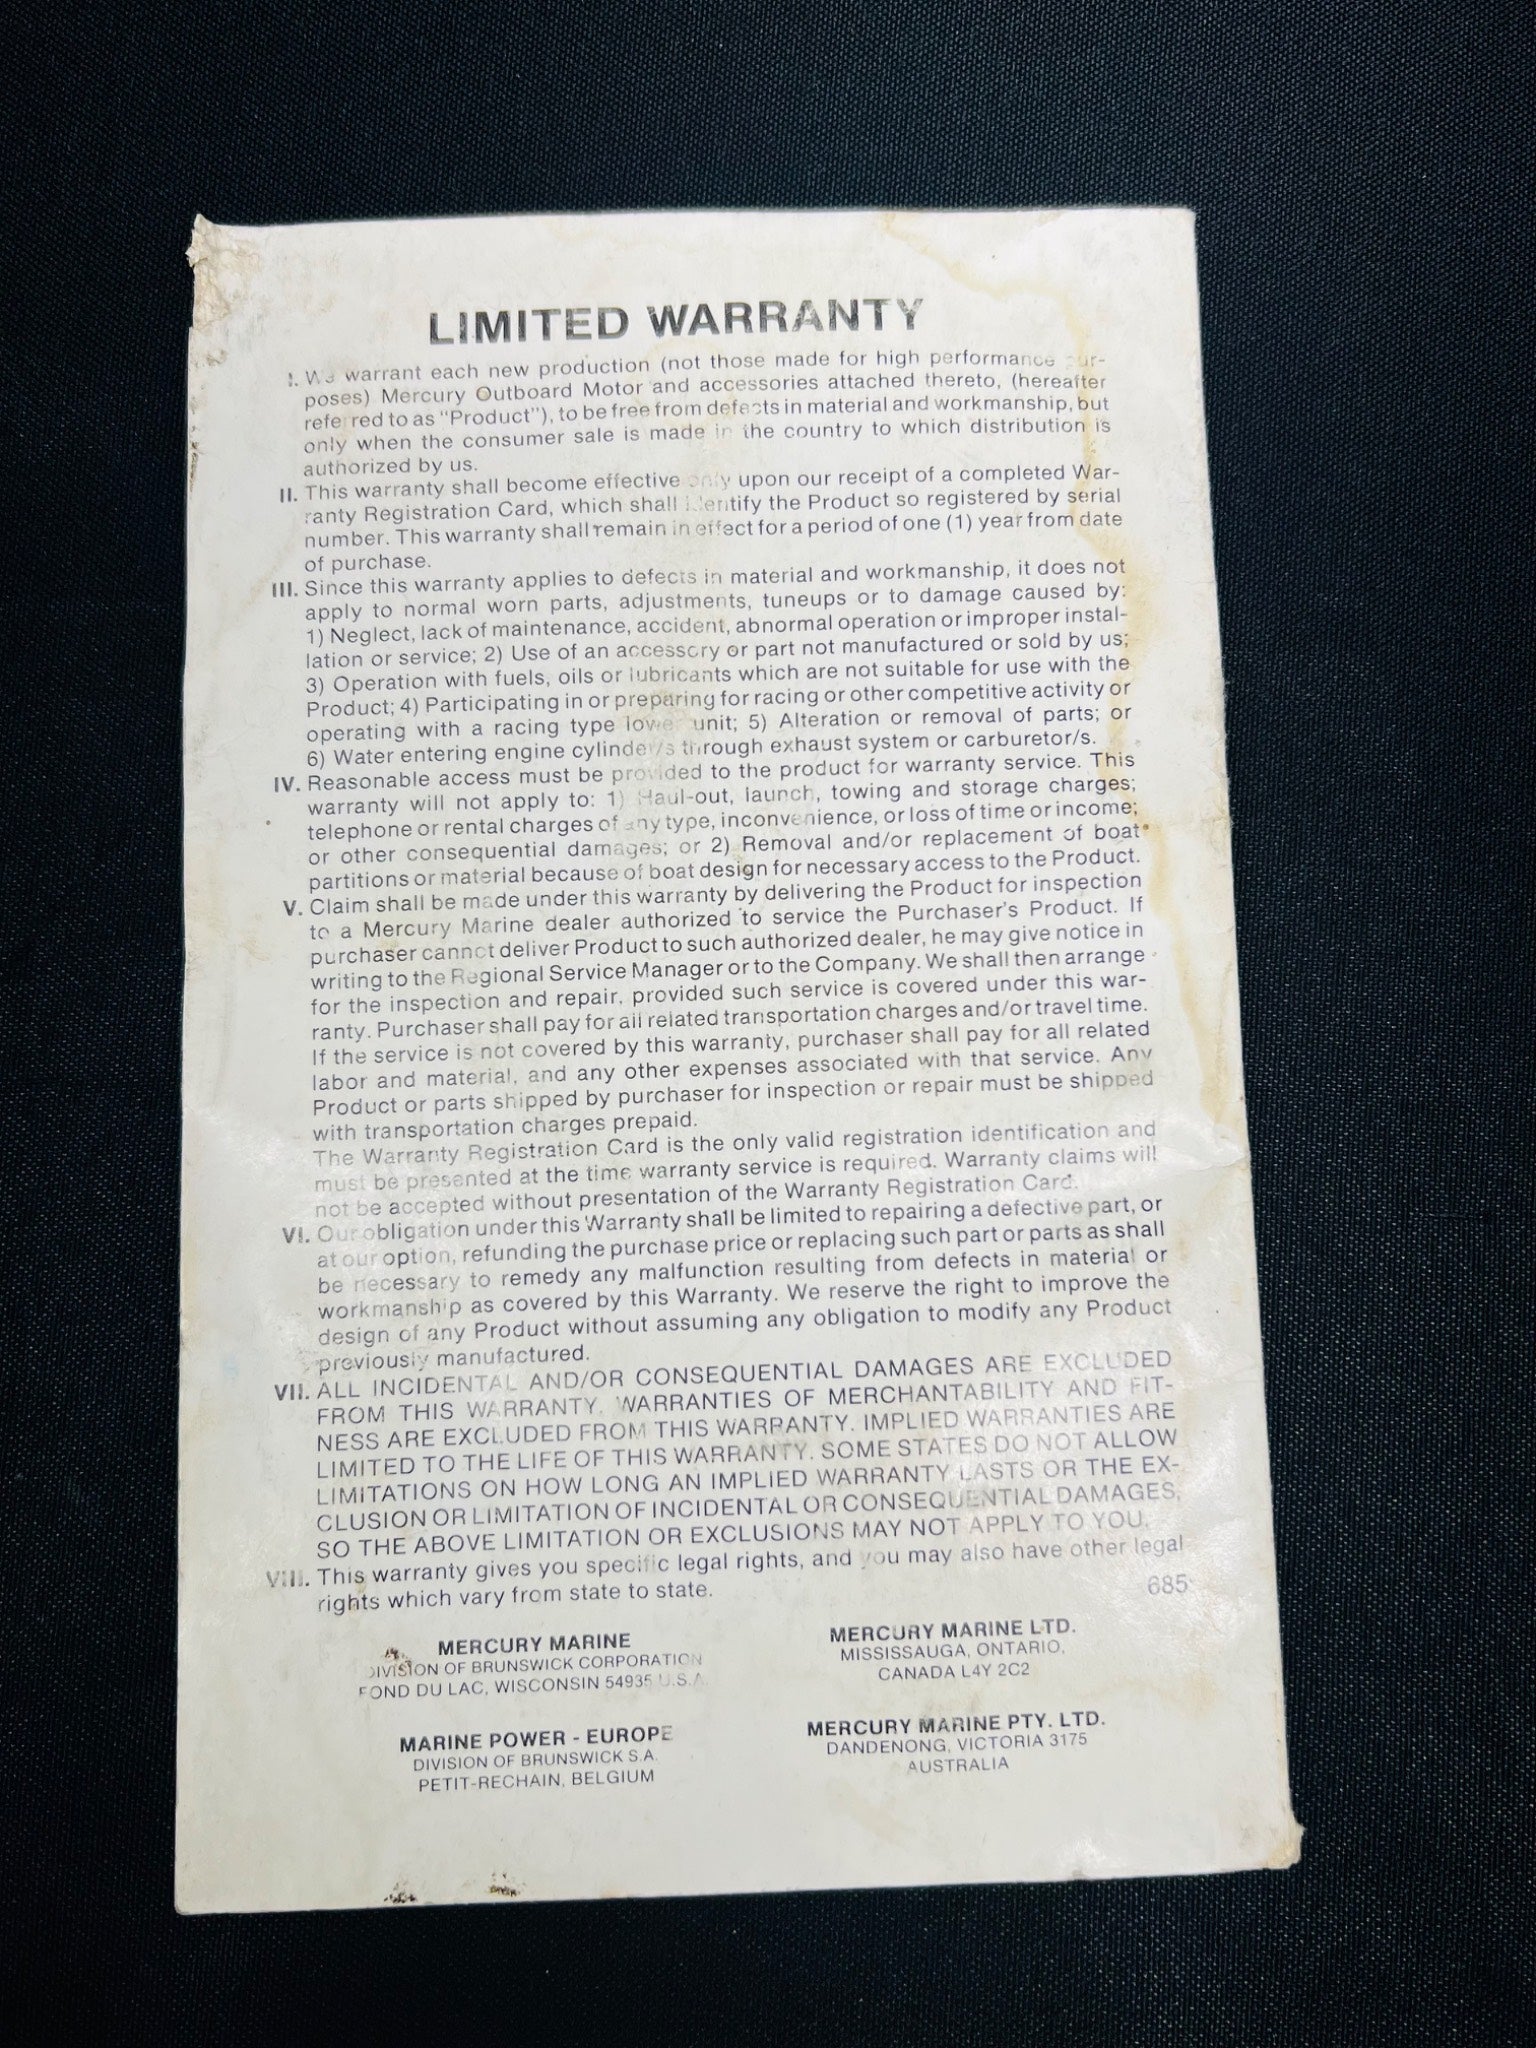 LIMITED WARRANTY
I. We warrant each new production (not those made for high performance pur-
poses) Mercury Outboard Motor and accessories attached thereto, (hereafter
referred to as "Product"), to be free from defects in material and workmanship, but
only when the consumer sale is made in the country to which distribution is
authorized by us.
II. This warranty shall become effective only upon our receipt of a completed War-
ranty Registration Card, which shall identify the Product so registered by serial
number. This warranty shall remain in effect for a period of one (1) year from date
of purchase.
III. Since this warranty applies to defects in material and workmanship, it does not
apply to normal worn parts, adjustments, tuneups or to damage caused by:
1) Neglect, lack of maintenance, accident, abnormal operation or improper instal-
lation or service; 2) Use of an accessory or part not manufactured or sold by us;
3) Operation with fuels, oils or lubricants which are not suitable for use with the
Product; 4) Participating in or preparing for racing or other competitive activity or
operating with a racing type lower unit; 5) Alteration or removal of parts; or
6) Water entering engine cylinder/s through exhaust system or carburetor/s.
IV. Reasonable access must be provided to the product for warranty service. This
warranty will not apply to: 1) Haul-out, launch, towing and storage charges;
telephone or rental charges of any type, inconvenience, or loss of time or income;
or other consequential damages; or 2) Removal and/or replacement of boat
partitions or material because of boat design for necessary access to the Product.
V. Claim shall be made under this warranty by delivering the Product for inspection
to a Mercury Marine dealer authorized to service the Purchaser's Product. If
purchaser cannot deliver Product to such authorized dealer, he may give notice in
writing to the Regional Service Manager or to the Company. We shall then arrange
for the inspection and repair, provided such service is covered under this war-
ranty. Purchaser shall pay for all related transportation charges and/or travel time.
If the service is not covered by this warranty, purchaser shall pay for all related
labor and material, and any other expenses associated with that service. Any
Product or parts shipped by purchaser for inspection or repair must be shipped
with transportation charges prepaid.
The Warranty Registration Card is the only valid registration identification and
must be presented at the time warranty service is required. Warranty claims will
not be accepted without presentation of the Warranty Registration Card.
VI. Our obligation under this Warranty shall be limited to repairing a defective part, or
at our option, refunding the purchase price or replacing such part or parts as shall
be necessary to remedy any malfunction resulting from defects in material or
workmanship as covered by this Warranty. We reserve the right to improve the
design of any Product without assuming any obligation to modify any Product
previously manufactured.
VII. ALL INCIDENTAL AND/OR CONSEQUENTIAL DAMAGES ARE EXCLUDED
FROM THIS WARRANTY. WARRANTIES OF MERCHANTABILITY AND FIT-
NESS ARE EXCLUDED FROM THIS WARRANTY. IMPLIED WARRANTIES ARE
LIMITED TO THE LIFE OF THIS WARRANTY. SOME STATES DO NOT ALLOW
LIMITATIONS ON HOW LONG AN IMPLIED WARRANTY LASTS OR THE EX-
CLUSION OR LIMITATION OF INCIDENTAL OR CONSEQUENTIAL DAMAGES,
SO THE ABOVE LIMITATION OR EXCLUSIONS MAY NOT APPLY TO YOU.
VIII. This warranty gives you specific legal rights, and you may also have other legal
rights which vary from state to state.
685
MERCURY MARINE
DIVISION OF BRUNSWICK CORPORATION
FOND DU LAC, WISCONSIN 54935 U.S.A.
MERCURY MARINE LTD.
MISSISSAUGA, ONTARIO,
CANADA L4Y 2C2
MARINE POWER - EUROPE
DIVISION OF BRUNSWICK S.A.
PETIT-RECHAIN, BELGIUM
MERCURY MARINE PTY. LTD.
DANDENONG, VICTORIA 3175
AUSTRALIA